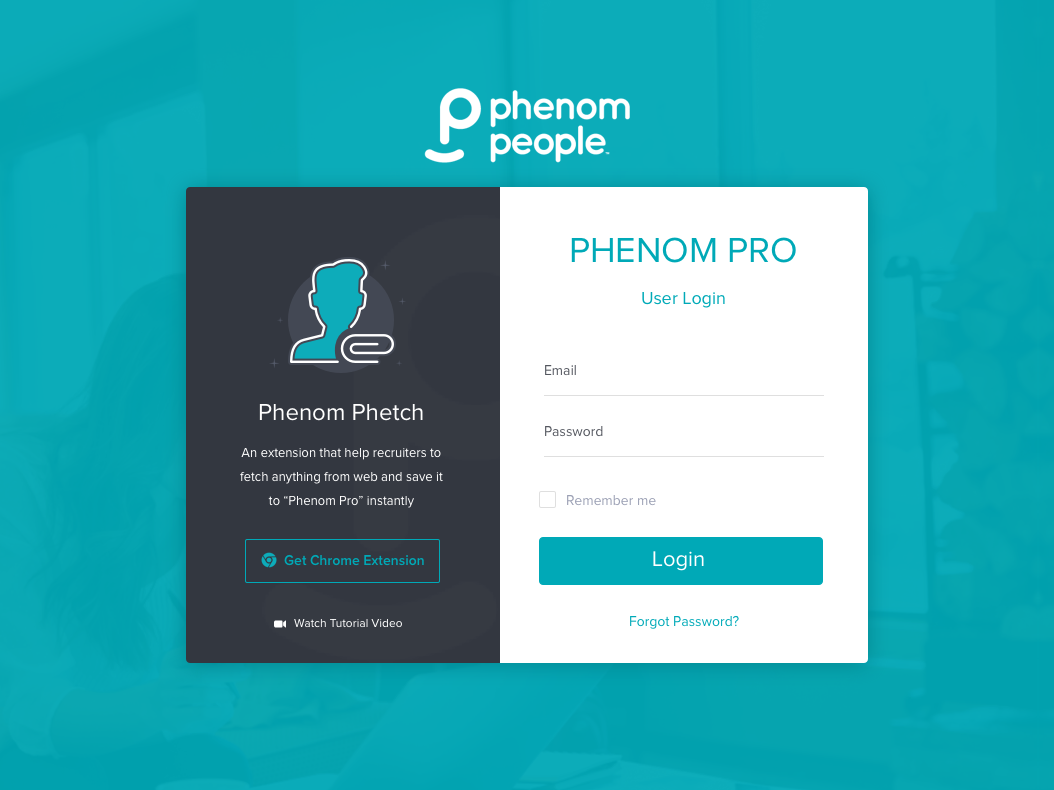 phenom
people™
Phenom Phetch
An extension that help recruiters to
fetch anything from web and save it
to “Phenom Pro” instantly
Get Chrome Extension
Watch Tutorial Video
PHENOM PRO
User Login
Email
Password
Remember me
Login
Forgot Password?